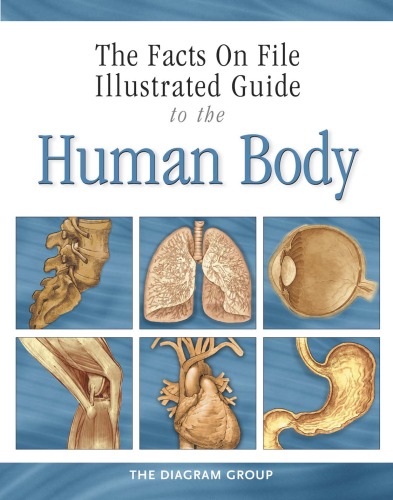 The Facts On File
Illustrated Guide
to the
Human Body
THE DIAGRAM GROUP